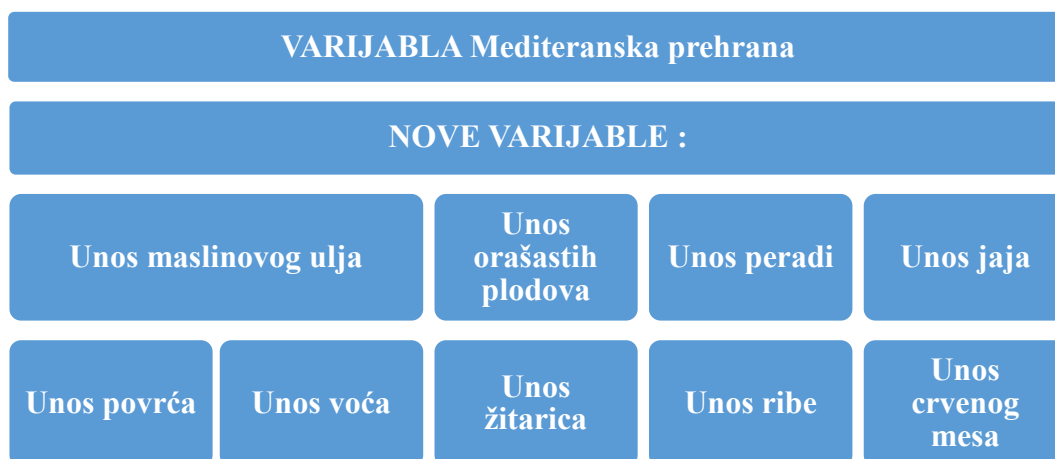 VARIJABLA Mediteranska prehrana
NOVE VARIJABLE :
Unos maslinovog ulja
Unos
orašastih
plodova
Unos peradi
Unos jaja
Unos povrća
Unos voća
Unos
žitarica
Unos ribe
Unos
crvenog
mesa